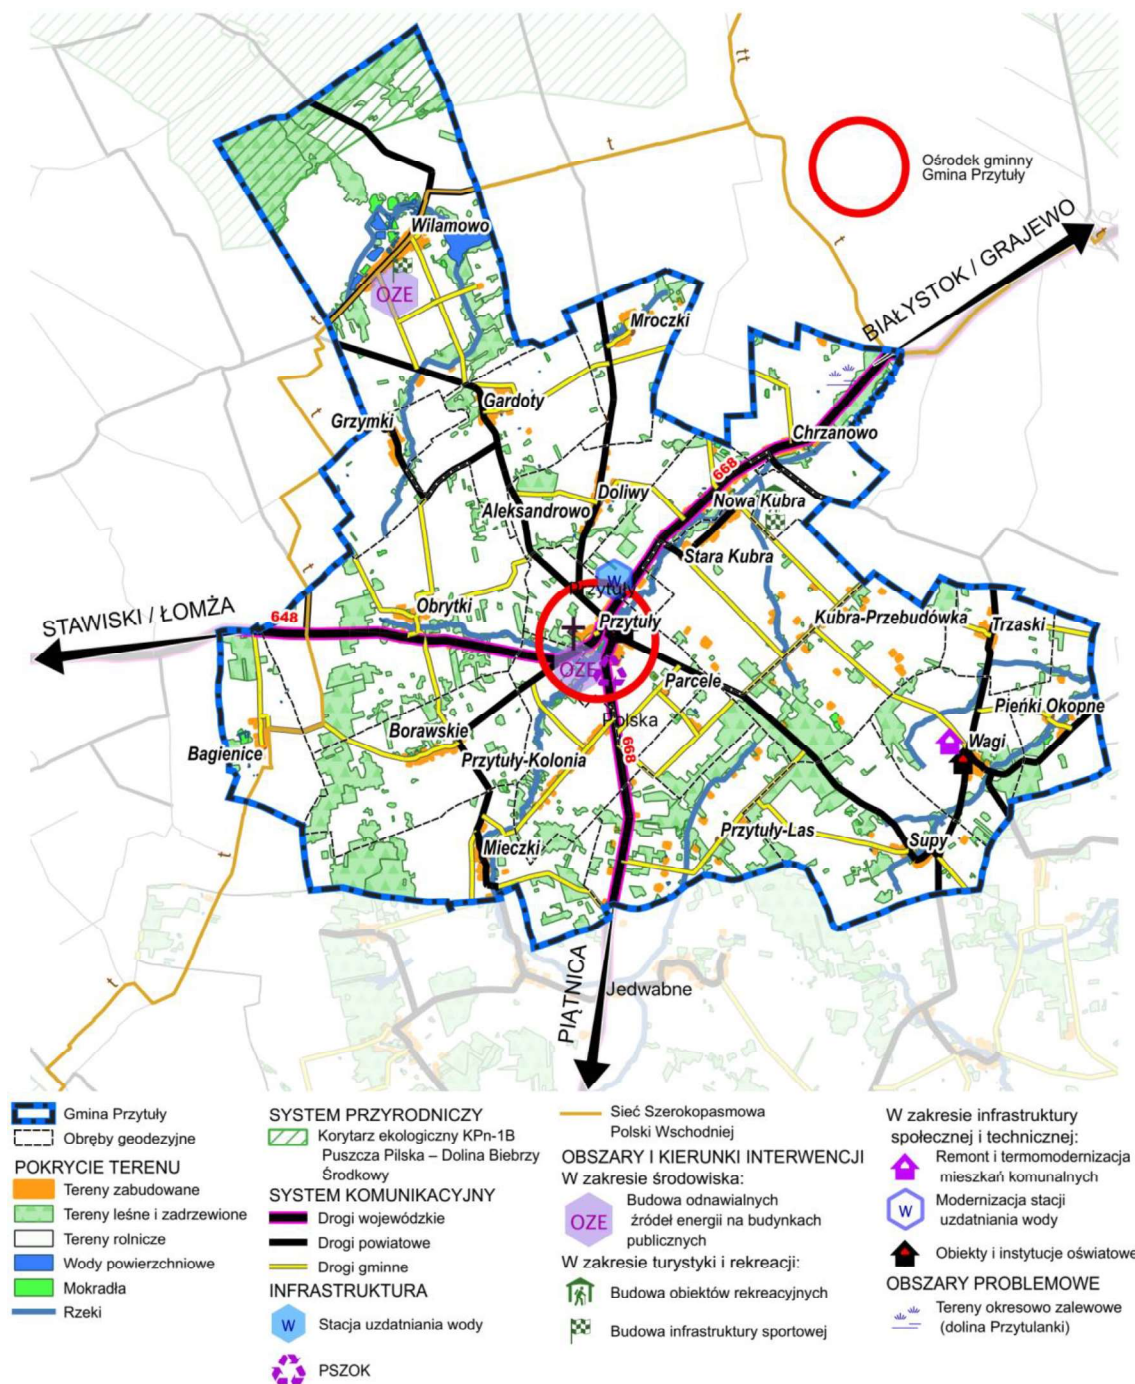 Ośrodek gminny
Gmina Przytuły
BIAŁYSTOK / GRAJEWO
tt
t
t
t
t
Wilamowo
OZE
t
t
Mroczki
Gardoty
Grzymki
Chrzanowo
668
Doliwy
Nowa Kubra
Aleksandrowo
Stara Kubra
W
Przytuły
STAWISKI / ŁOMŻA
648
Obrytki
Przytuły
Kubra-Przebudówka
Trzaski
OZE
Parcele
Polska
Pieńki Okopne
Borawskie
668
Wagi
Bagienice
Przytuły-Kolonia
Przytuły-Las
Supy
Mieczki
t
t
PIĄTNICA
Jedwabne
Gmina Przytuły
Obręby geodezyjne
POKRYCIE TERENU
Tereny zabudowane
Tereny leśne i zadrzewione
Tereny rolnicze
Wody powierzchniowe
Mokradła
Rzeki
SYSTEM PRZYRODNICZY
Korytarz ekologiczny KPn-1B
Puszcza Pilska – Dolina Biebrzy
Środkowy
SYSTEM KOMUNIKACYJNY
Drogi wojewódzkie
Drogi powiatowe
Drogi gminne
INFRASTRUKTURA
W
Stacja uzdatniania wody
PSZOK
Sieć Szerokopasmowa
Polski Wschodniej
OBSZARY I KIERUNKI INTERWENCJI
W zakresie środowiska:
OZE
Budowa odnawialnych
źródeł energii na budynkach
publicznych
W zakresie turystyki i rekreacji:
Budowa obiektów rekreacyjnych
Budowa infrastruktury sportowej
W zakresie infrastruktury
społecznej i technicznej:
Remont i termomodernizacja
mieszkań komunalnych
W
Modernizacja stacji
uzdatniania wody
Obiekty i instytucje oświatowe
OBSZARY PROBLEMOWE
Tereny okresowo zalewowe
(dolina Przytulanki)